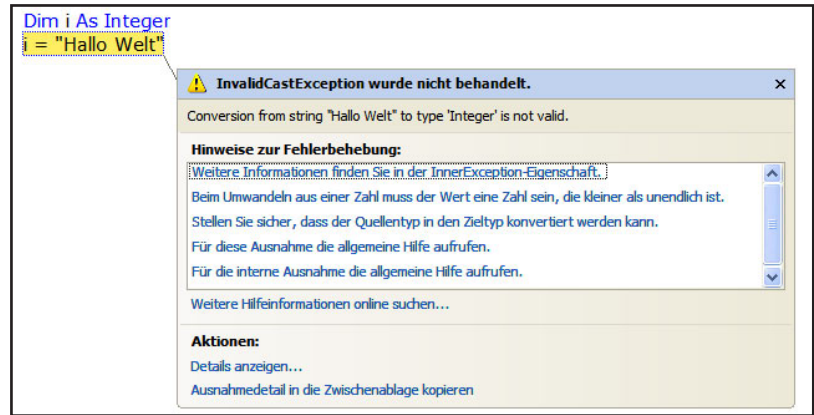 Dim i As Integer
i = "Hallo Welt"
InvalidCastException wurde nicht behandelt.
Conversion from string "Hallo Welt" to type 'Integer' is not valid.
Hinweise zur Fehlerbehebung:
Weitere Informationen finden Sie in der InnerException-Eigenschaft.
Beim Umwandeln aus einer Zahl muss der Wert eine Zahl sein, die kleiner als unendlich ist.
Stellen Sie sicher, dass der Quellentyp in den Zieltyp konvertiert werden kann.
Für diese Ausnahme die allgemeine Hilfe aufrufen.
Für die interne Ausnahme die allgemeine Hilfe aufrufen.
Weitere Hilfeinformationen online suchen...
Aktionen:
Details anzeigen...
Ausnahmedetail in die Zwischenablage kopieren